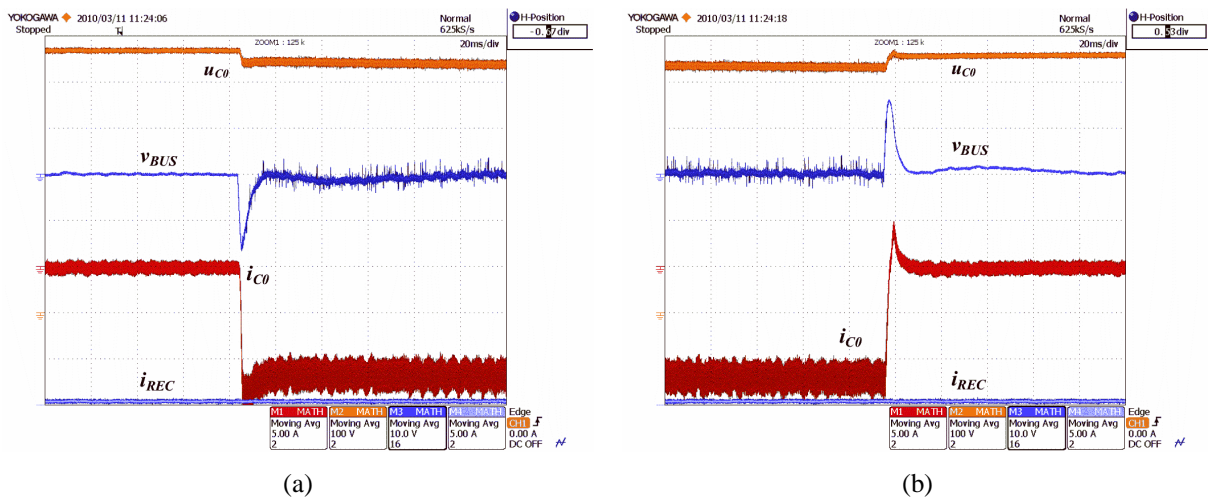 YOKOGAWA 2010/03/11 11:24:06
Stopped
Normal
625kS/s
20ms/div
H-Position
ZOOM1 : 125 k
uC0
vBUS
iC0
iREC
M1 MATH
Moving Avg
5.00 A
2
M2 MATH
Moving Avg
100 V
2
M3 MATH
Moving Avg
10.0 V
16
M4 MATH
Moving Avg
5.00 A
2
Edge
CH1
0.00 A
DC OFF
(a)
YOKOGAWA 2010/03/11 11:24:18
Stopped
Normal
625kS/s
20ms/div
H-Position
ZOOM1 : 125 k
uC0
vBUS
iC0
iREC
M1 MATH
Moving Avg
5.00 A
2
M2 MATH
Moving Avg
100 V
2
M3 MATH
Moving Avg
10.0 V
16
M4 MATH
Moving Avg
5.00 A
2
Edge
CH1
0.00 A
DC OFF
(b)